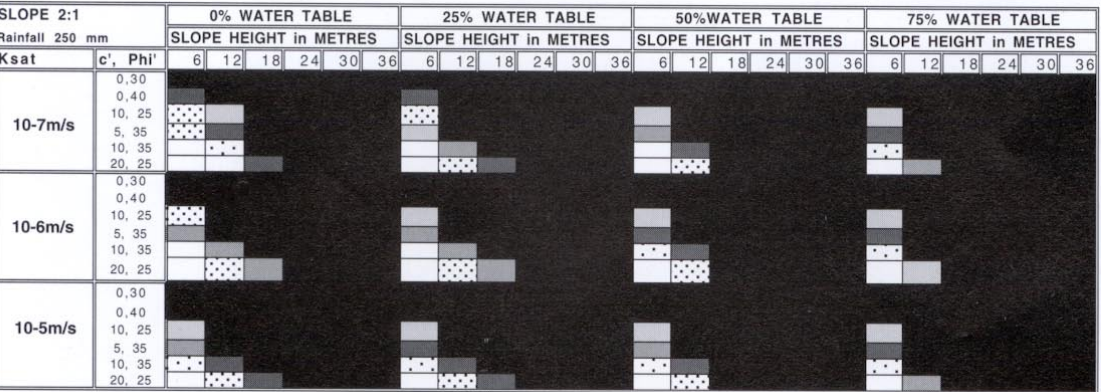 SLOPE 2:1 0% WATER TABLE 25% WATER TABLE 50%WATER TABLE 75% WATER TABLE
Rainfall 250 mm SLOPE HEIGHT in METRES SLOPE HEIGHT in METRES SLOPE HEIGHT in METRES SLOPE HEIGHT in METRES
Ksat c', Phi' 6 12 18 24 30 36 6 12 18 24 30 36 6 12 18 24 30 36 6 12 18 24 30 36
0,30
0,40
10, 25
10-7m/s 5, 35
10, 35
20, 25
0,30
0,40
10, 25
10-6m/s 5, 35
10, 35
20, 25
0,30
0,40
10-5m/s 10, 25
5, 35
10, 35
20, 25